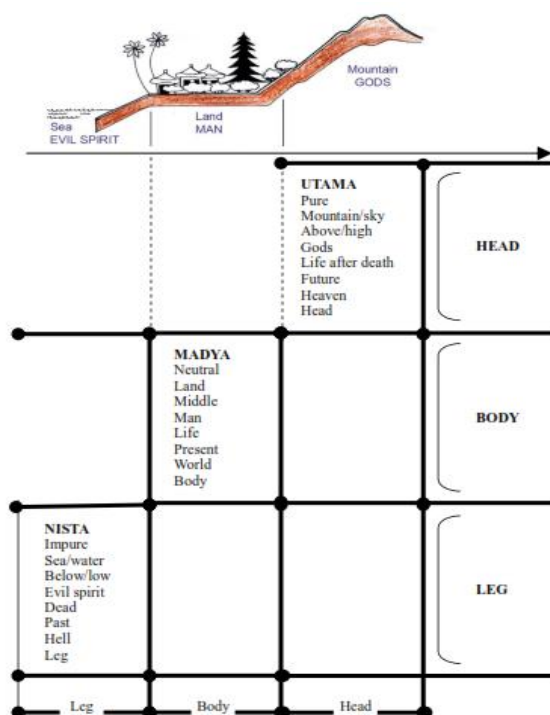 Mountain
GODS
Land
MAN
Sea
EVIL SPIRIT
UTAMA
Pure
Mountain/sky
Above/high
Gods
Life after death
Future
Heaven
Head
HEAD
MADYA
Neutral
Land
Middle
Man
Life
Present
World
Body
BODY
NISTA
Impure
Sea/water
Below/low
Evil spirit
Dead
Past
Hell
Leg
LEG
Leg Body Head